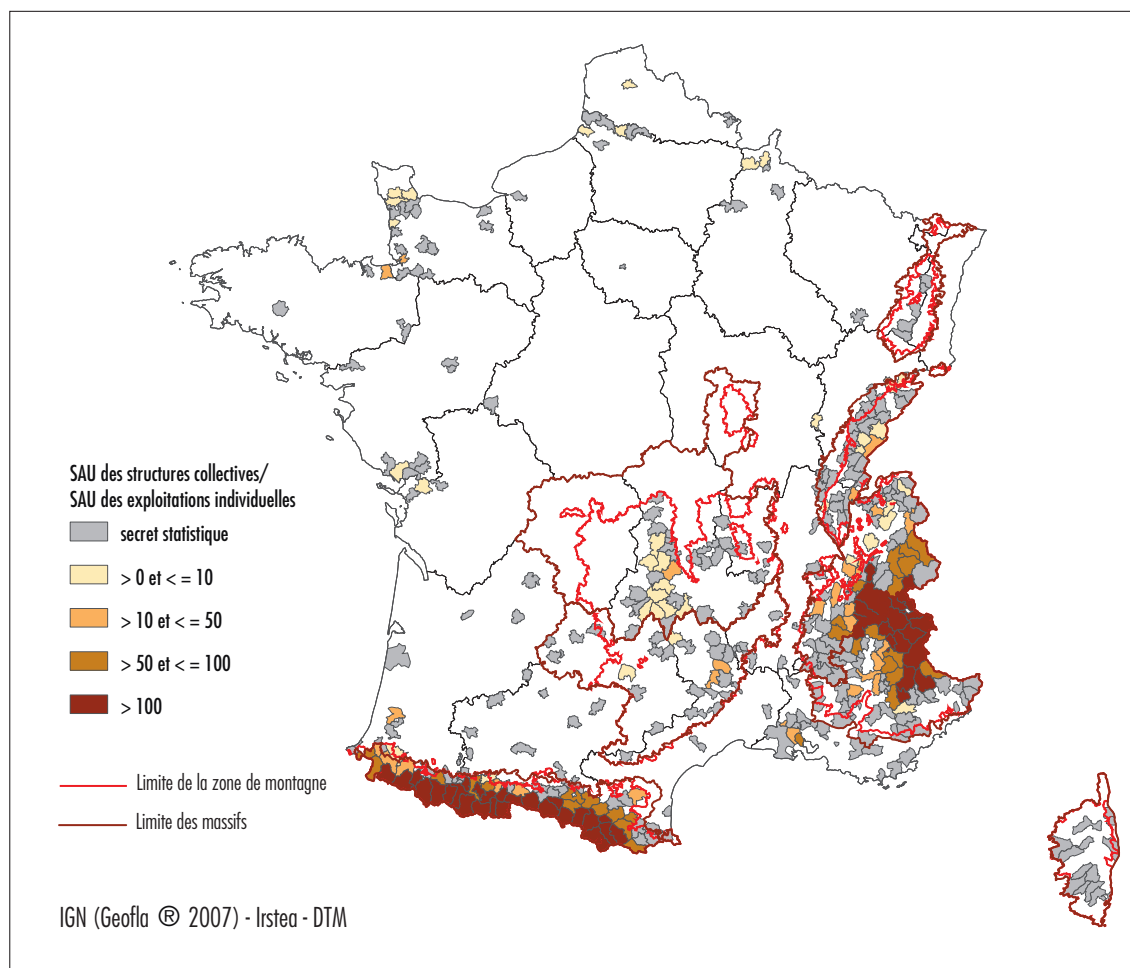 SAU des structures collectives/
SAU des exploitations individuelles
secret statistique
> 0 et < = 10
> 10 et < = 50
> 50 et < = 100
> 100
Limite de la zone de montagne
Limite des massifs
IGN (Geofla ® 2007) - Irstea - DTM